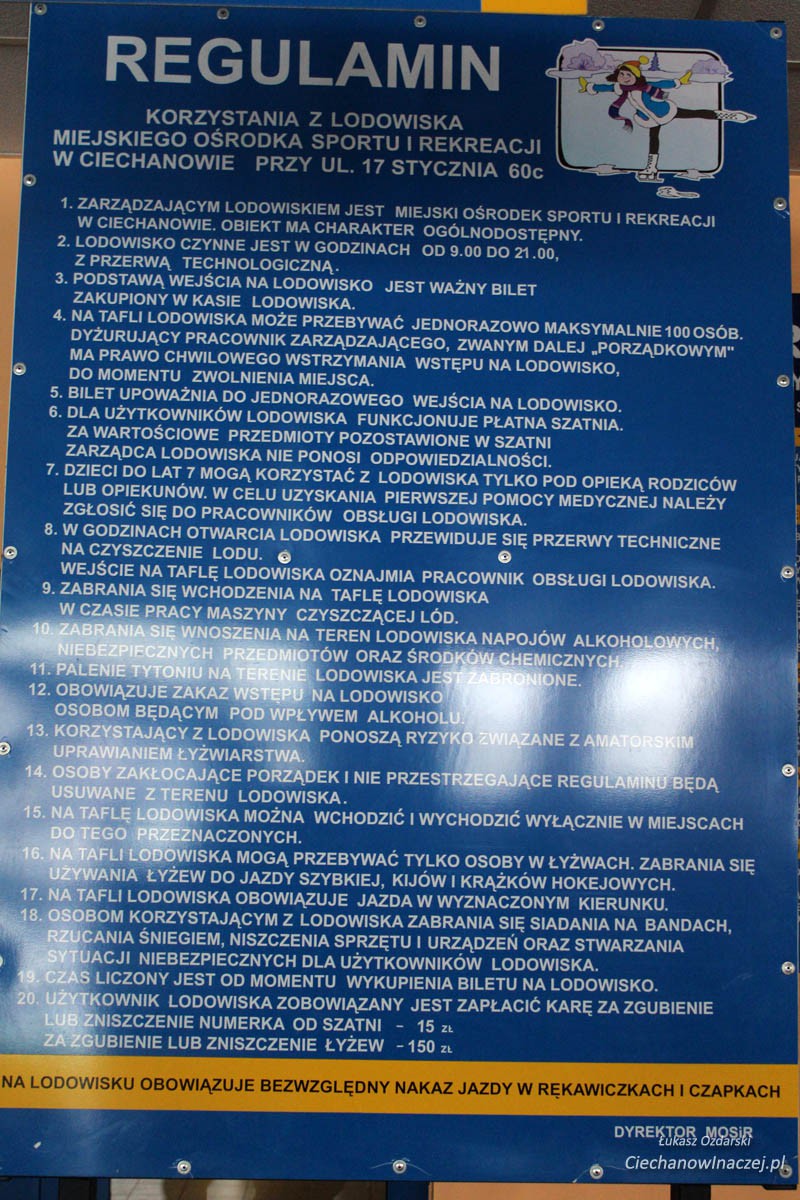 REGULAMIN
KORZYSTANIA Z LODOWISKA
MIEJSKIEGO OŚRODKA SPORTU I REKREACJI
W CIECHANOWIE PRZY UL. 17 STYCZNIA 60c
1. ZARZĄDZAJĄCYM LODOWISKIEM JEST MIEJSKI OŚRODEK SPORTU I REKREACJI
W CIECHANOWIE. OBIEKT MA CHARAKTER OGÓLNODOSTĘPNY.
2. LODOWISKO CZYNNE JEST W GODZINACH OD 9.00 DO 21.00,
Z PRZERWĄ TECHNOLOGICZNĄ.
3. PODSTAWĄ WEJŚCIA NA LODOWISKO JEST WAŻNY BILET
ZAKUPIONY W KASIE LODOWISKA.
4. NA TAFLI LODOWISKA MOŻE PRZEBYWAĆ JEDNORAZOWO MAKSYMALNIE 100 OSÓB.
DYŻURUJĄCY PRACOWNIK ZARZĄDZAJĄCEGO, ZWANYM DALEJ „PORZĄDKOWYM"
MA PRAWO CHWILOWEGO WSTRZYMANIA WSTĘPU NA LODOWISKO,
DO MOMENTU ZWOLNIENIA MIEJSCA.
5. BILET UPOWAŻNIA DO JEDNORAZOWEGO WEJŚCIA NA LODOWISKO.
6. DLA UŻYTKOWNIKÓW LODOWISKA FUNKCJONUJE PŁATNA SZATNIA.
ZA WARTOŚCIOWE PRZEDMIOTY POZOSTAWIONE W SZATNI
ZARZĄDCA LODOWISKA NIE PONOSI ODPOWIEDZIALNOŚCI.
7. DZIECI DO LAT 7 MOGĄ KORZYSTAĆ Z LODOWISKA TYLKO POD OPIEKĄ RODZICÓW
LUB OPIEKUNÓW. W CELU UZYSKANIA PIERWSZEJ POMOCY MEDYCZNEJ NALEŻY
ZGŁOSIĆ SIĘ DO PRACOWNIKÓW OBSŁUGI LODOWISKA.
8. W GODZINACH OTWARCIA LODOWISKA PRZEWIDUJE SIĘ PRZERWY TECHNICZNE
NA CZYSZCZENIE LODU.
WEJŚCIE NA TAFLĘ LODOWISKA OZNAJMIA PRACOWNIK OBSŁUGI LODOWISKA.
9. ZABRANIA SIĘ WCHODZENIA NA TAFLĘ LODOWISKA
W CZASIE PRACY MASZYNY CZYSZCZĄCEJ LÓD.
10. ZABRANIA SIĘ WNOSZENIA NA TEREN LODOWISKA NAPOJÓW ALKOHOLOWYCH,
NIEBEZPIECZNYCH PRZEDMIOTÓW ORAZ ŚRODKÓW CHEMICZNYCH.
11. PALENIE TYTONIU NA TERENIE LODOWISKA JEST ZABRONIONE.
12. OBOWIĄZUJE ZAKAZ WSTĘPU NA LODOWISKO
OSOBOM BĘDĄCYM POD WPŁYWEM ALKOHOLU.
13. KORZYSTAJĄCY Z LODOWISKA PONOSZĄ RYZYKO ZWIĄZANE Z AMATORSKIM
UPRAWIANIEM ŁYŻWIARSTWA.
14. OSOBY ZAKŁOCAJĄCE PORZĄDEK I NIE PRZESTRZEGAJĄCE REGULAMINU BĘDĄ
USUWANE Z TERENU LODOWISKA.
15. NA TAFLĘ LODOWISKA MOŻNA WCHODZIĆ I WYCHODZIĆ WYŁĄCZNIE W MIEJSCACH
DO TEGO PRZEZNACZONYCH.
16. NA TAFLI LODOWISKA MOGĄ PRZEBYWAĆ TYLKO OSOBY W ŁYŻWACH. ZABRANIA SIĘ
UŻYWANIA ŁYŻEW DO JAZDY SZYBKIEJ, KIJÓW I KRĄŻKÓW HOKEJOWYCH.
17. NA TAFLI LODOWISKA OBOWIĄZUJE JAZDA W WYZNACZONYM KIERUNKU.
18. OSOBOM KORZYSTAJĄCYM Z LODOWISKA ZABRANIA SIĘ SIADANIA NA BANDACH,
RZUCANIA ŚNIEGIEM, NISZCZENIA SPRZĘTU I URZĄDZEŃ ORAZ STWARZANIA
SYTUACJI NIEBEZPIECZNYCH DLA UŻYTKOWNIKÓW LODOWISKA.
19. CZAS LICZONY JEST OD MOMENTU WYKUPIENIA BILETU NA LODOWISKO.
20. UŻYTKOWNIK LODOWISKA ZOBOWIĄZANY JEST ZAPŁACIĆ KARĘ ZA ZGUBIENIE
LUB ZNISZCZENIE NUMERKA OD SZATNI - 15 ZŁ
ZA ZGUBIENIE LUB ZNISZCZENIE ŁYŻEW - 150 ZŁ
NA LODOWISKU OBOWIĄZUJE BEZWZGLĘDNY NAKAZ JAZDY W RĘKAWICZKACH I CZAPKACH
DYREKTOR MOSiR
Łukasz Ozdarski
CiechanowInaczej.pl